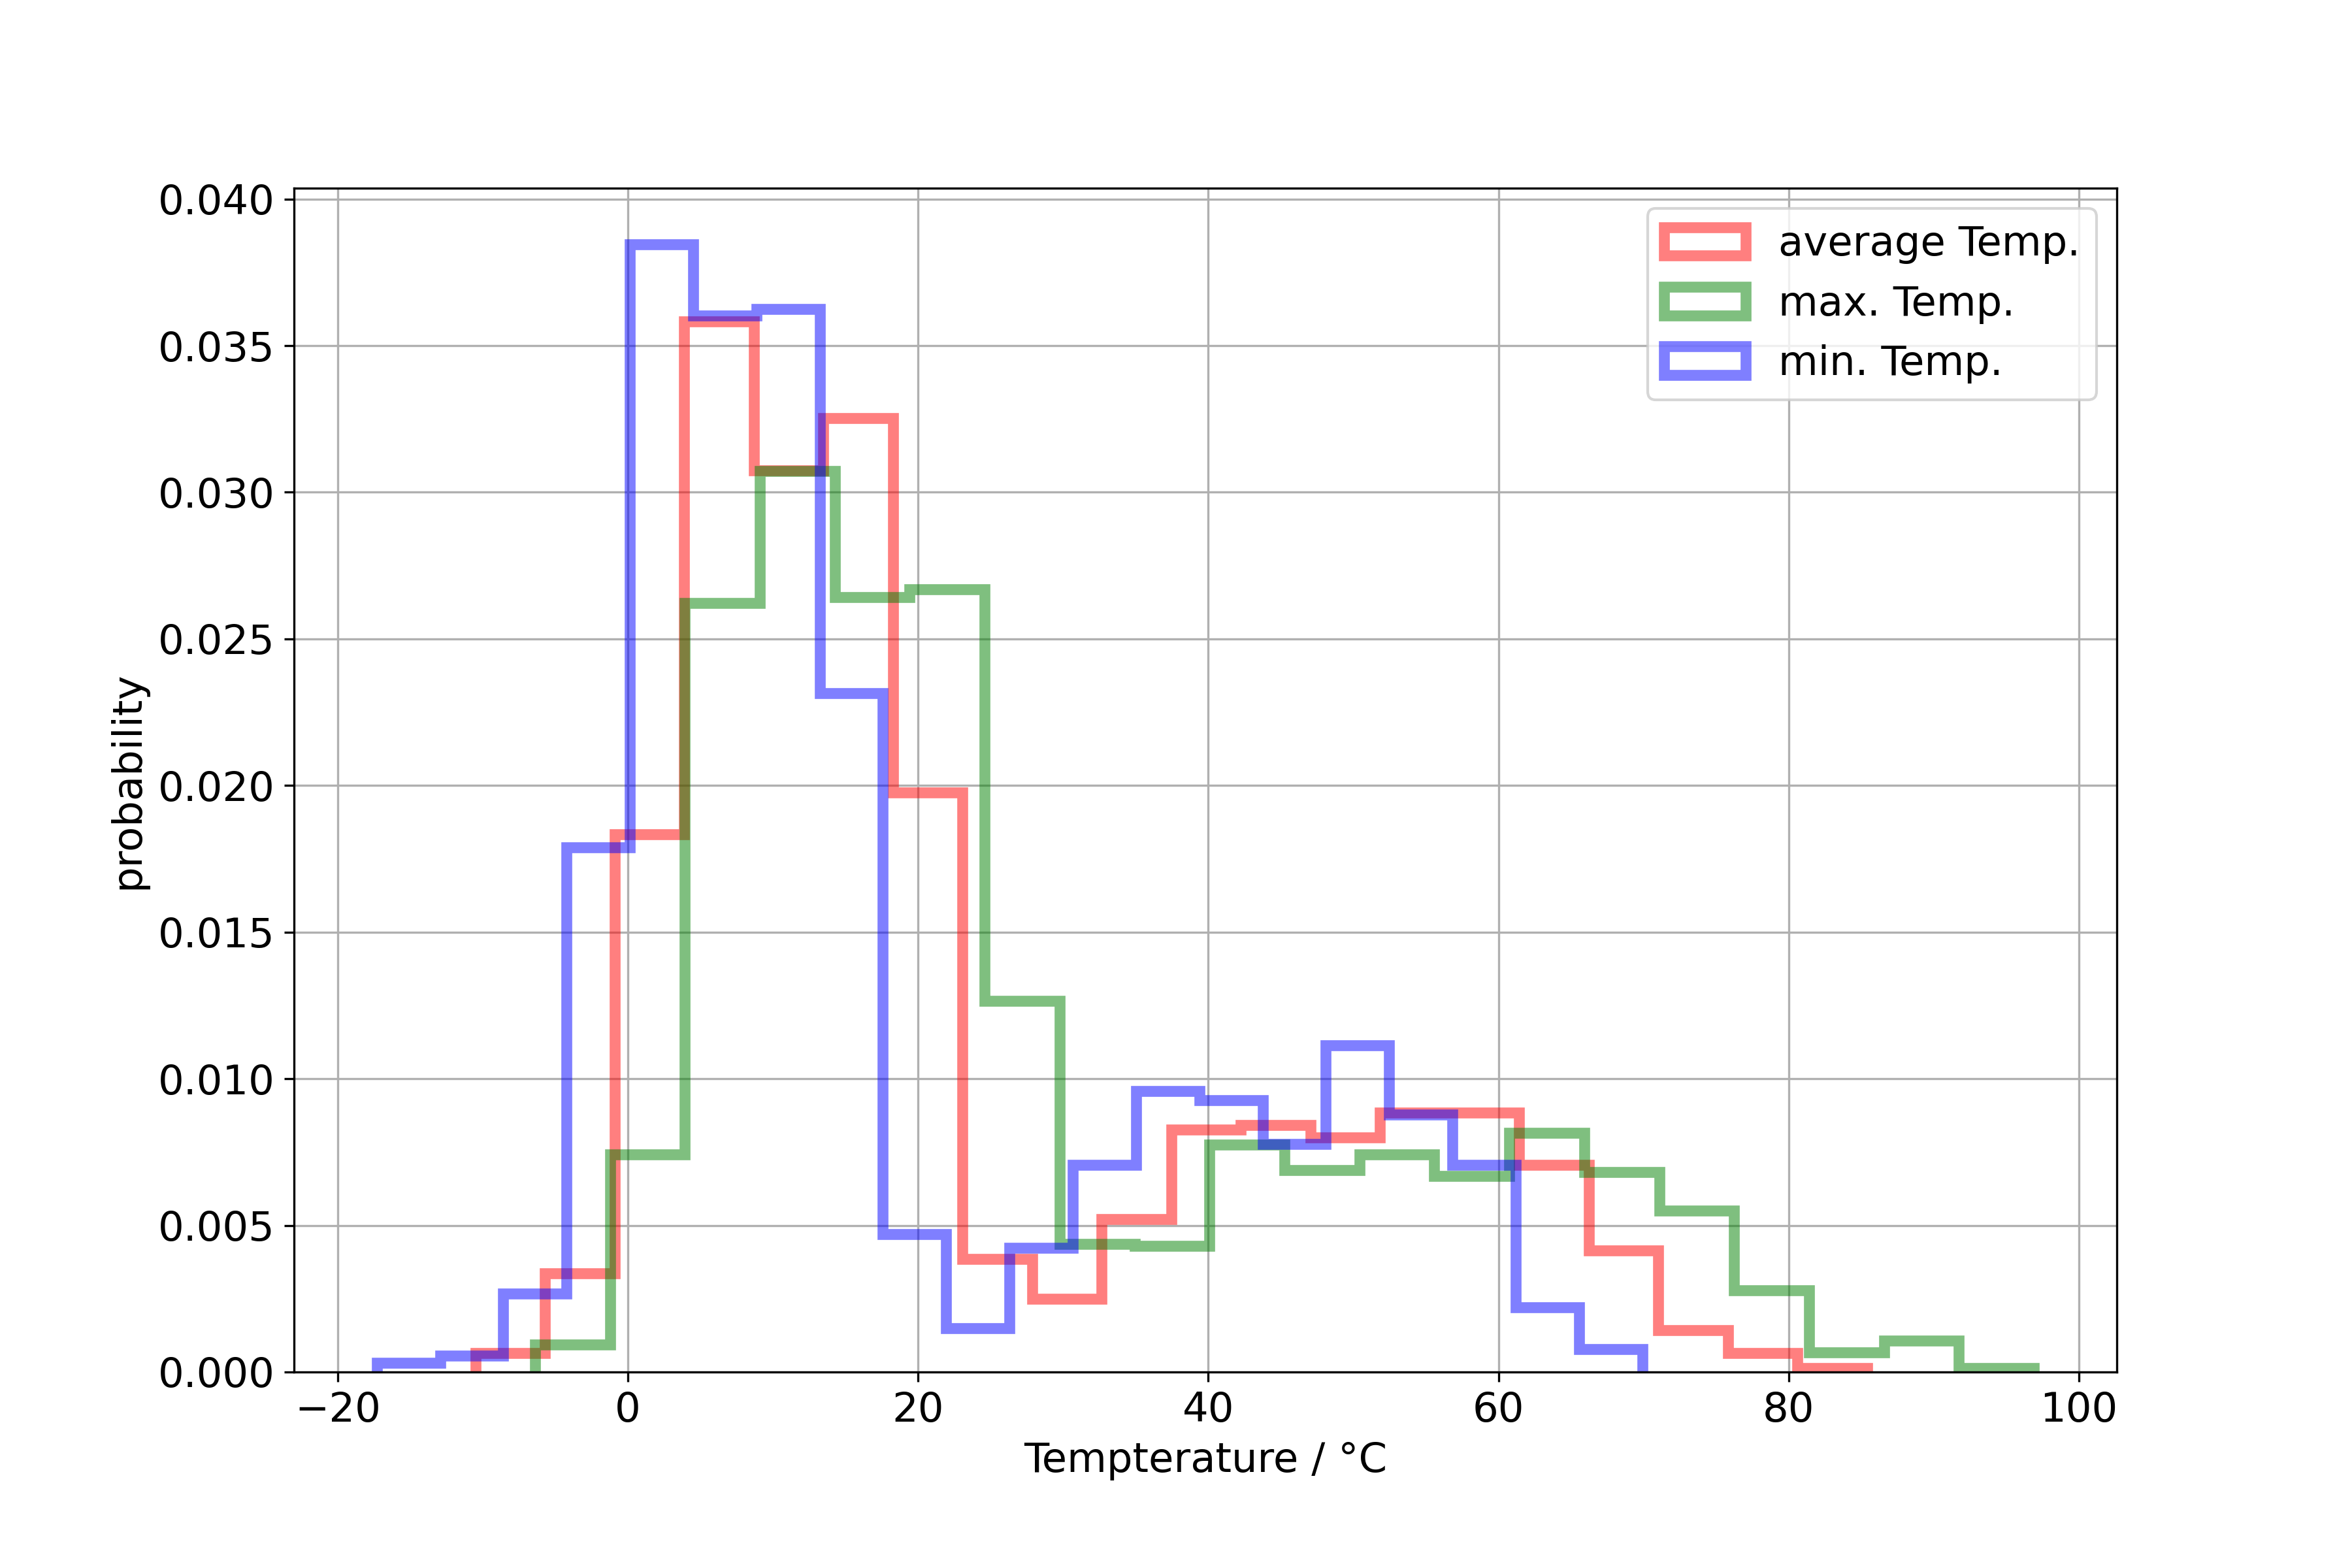 0.040
0.035
0.030
0.025
0.020
0.015
0.010
0.005
0.000
probability
−20 0 20 40 60 80 100
Tempterature / °C
average Temp.
max. Temp.
min. Temp.